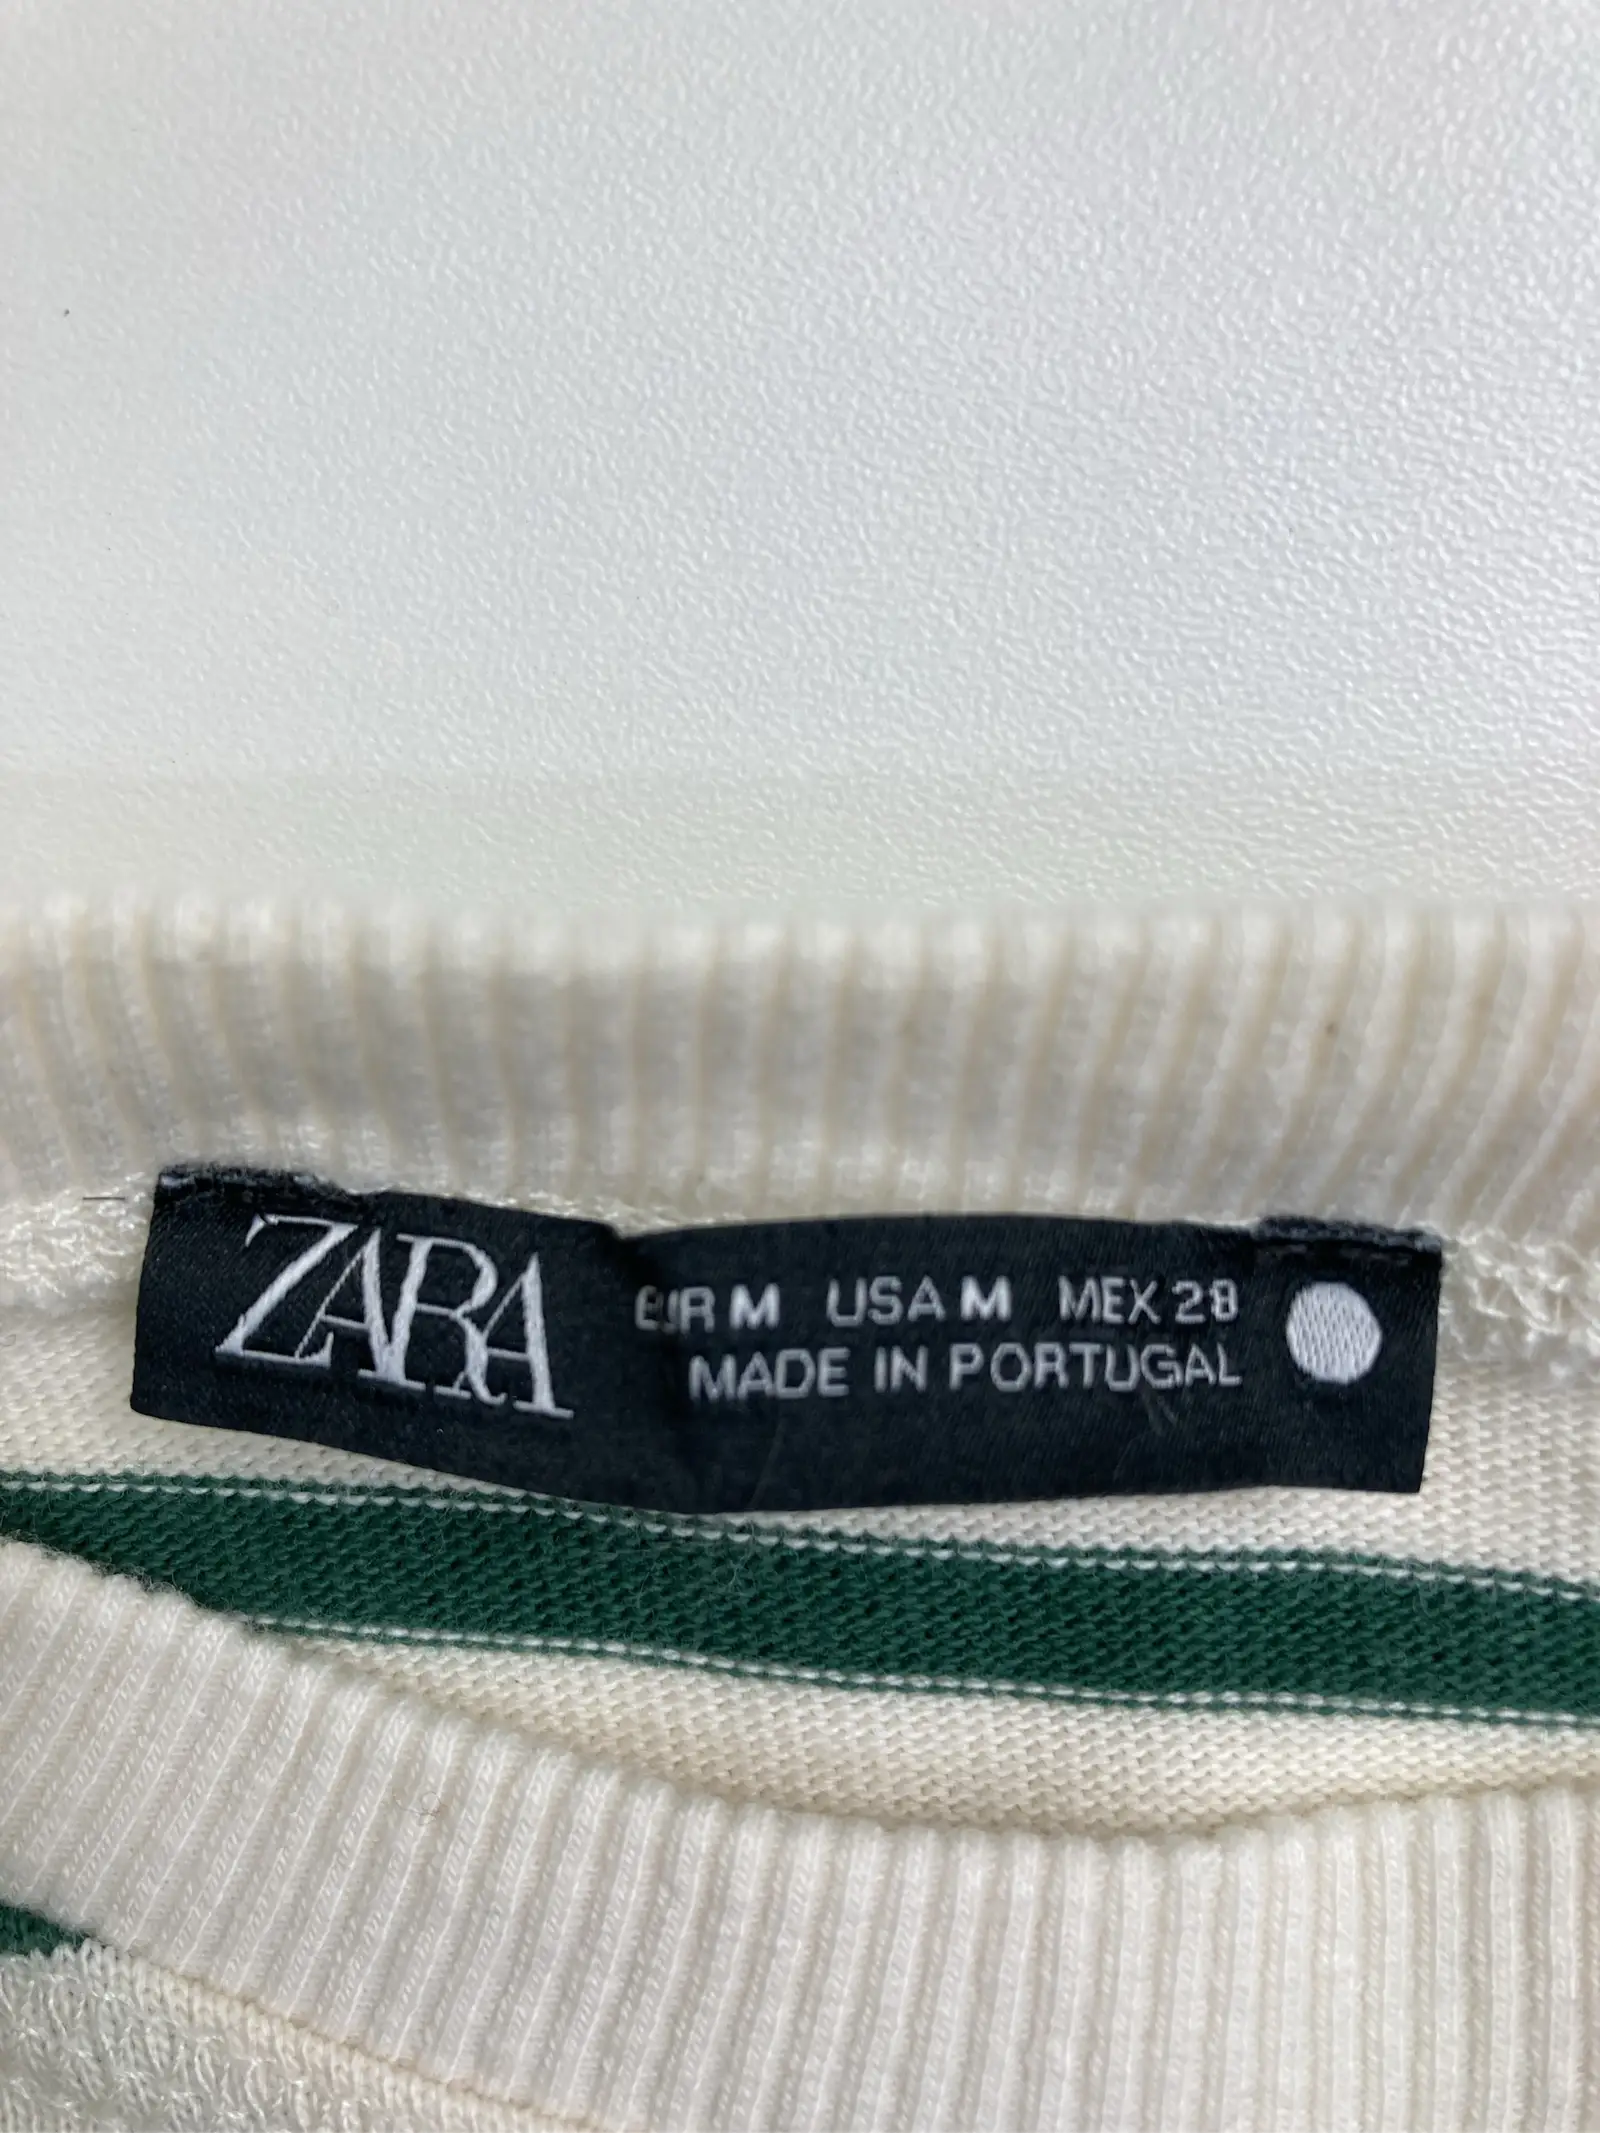 ZARA
EUR M USA M MEX 28
MADE IN PORTUGAL